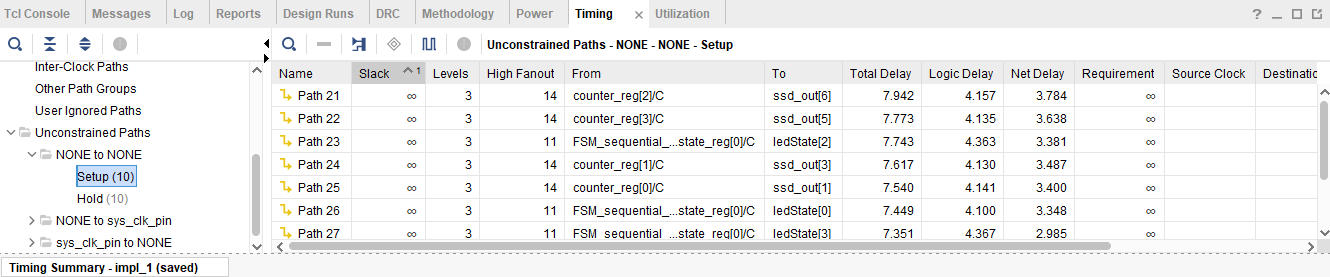 Tcl Console Messages Log Reports Design Runs DRC Methodology Power Timing × Utilization ?
Unconstrained Paths - NONE - NONE - Setup
Inter-Clock Paths
Other Path Groups
User Ignored Paths
Unconstrained Paths
NONE to NONE
Setup (10)
Hold (10)
NONE to sys_clk_pin
sys_clk_pin to NONE
Name Slack 1 Levels High Fanout From To Total Delay Logic Delay Net Delay Requirement Source Clock Destinatio
Path 21 ∞ 3 14 counter_reg[2]/C ssd_out[6] 7.942 4.157 3.784 ∞
Path 22 ∞ 3 14 counter_reg[3]/C ssd_out[5] 7.773 4.135 3.638 ∞
Path 23 ∞ 3 11 FSM_sequential_...state_reg[0]/C ledState[2] 7.743 4.363 3.381 ∞
Path 24 ∞ 3 14 counter_reg[1]/C ssd_out[3] 7.617 4.130 3.487 ∞
Path 25 ∞ 3 14 counter_reg[0]/C ssd_out[1] 7.540 4.141 3.400 ∞
Path 26 ∞ 3 11 FSM_sequential_...state_reg[0]/C ledState[0] 7.449 4.100 3.348 ∞
Path 27 ∞ 3 11 FSM_sequential_...state_reg[0]/C ledState[3] 7.351 4.367 2.985 ∞
Timing Summary - impl_1 (saved)